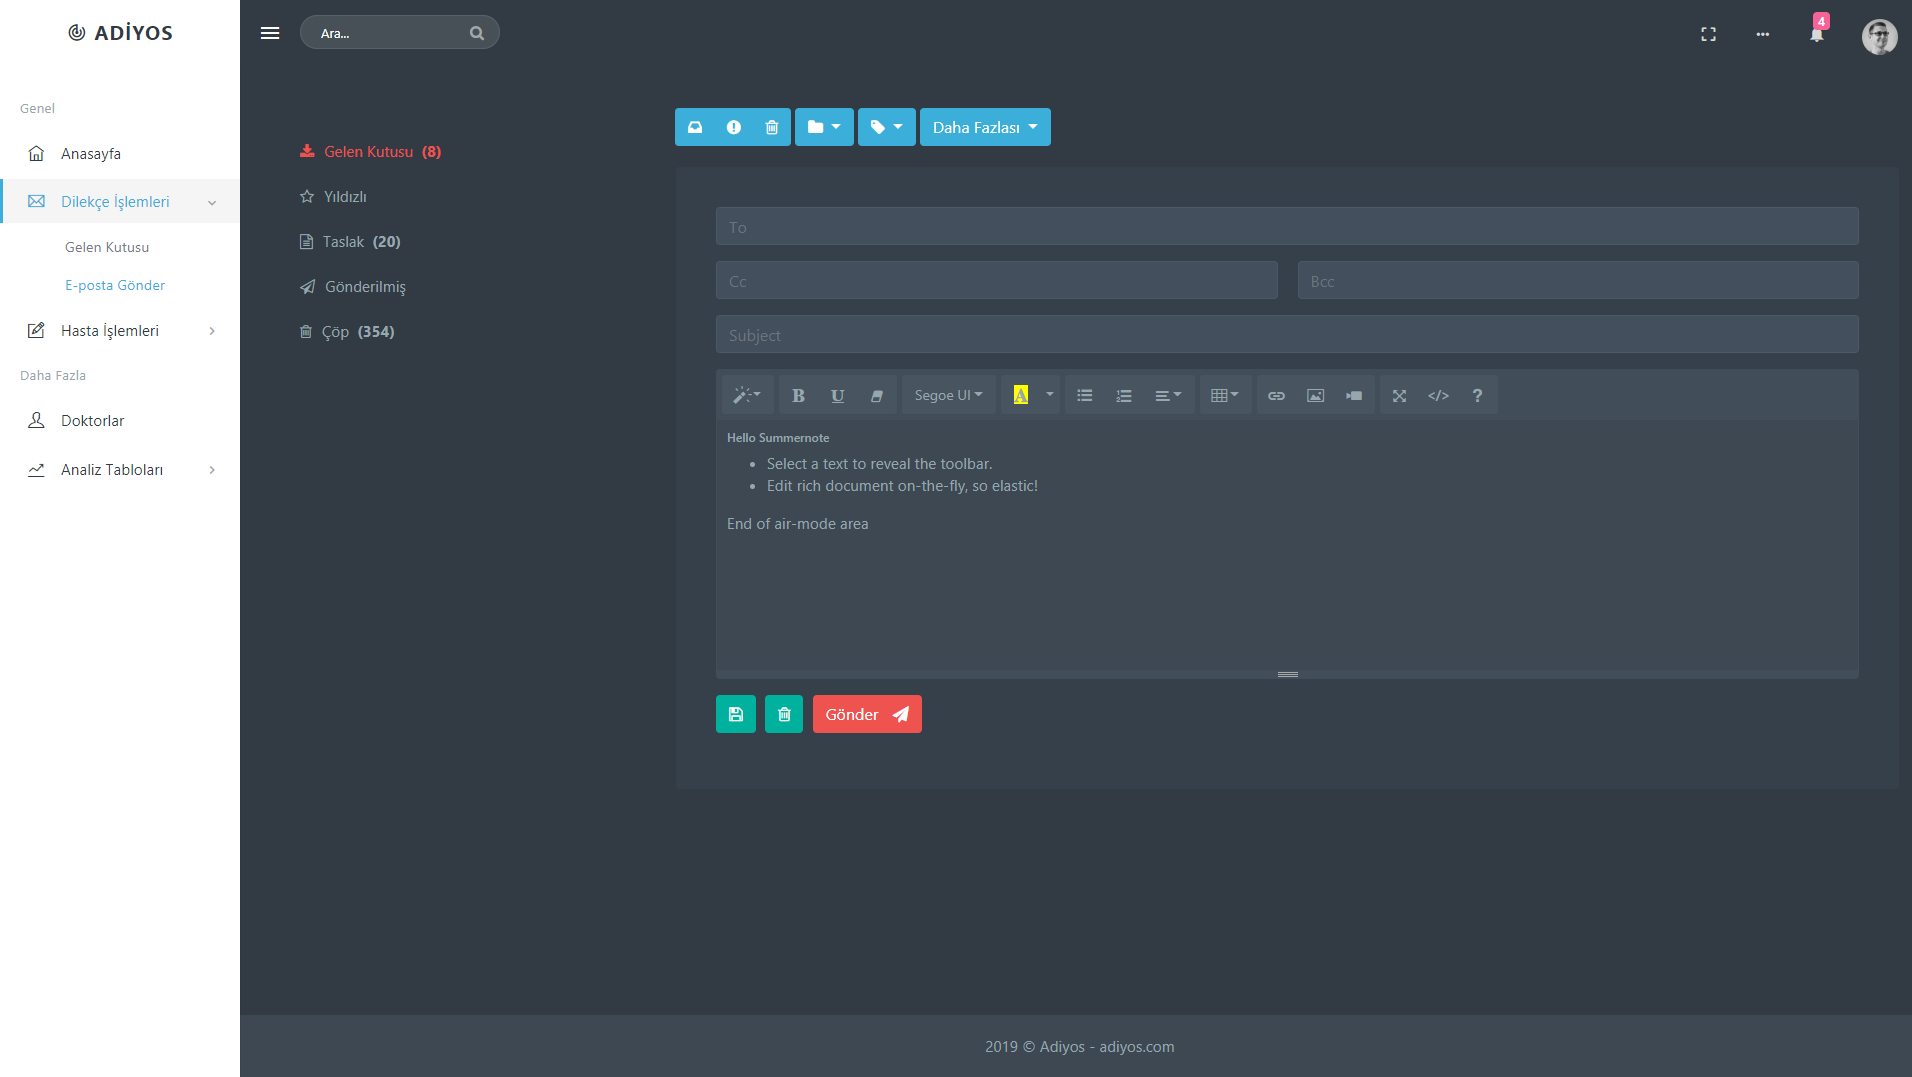 ADİYOS
Ara...
4
Genel
Anasayfa
Dilekçe İşlemleri
Gelen Kutusu
E-posta Gönder
Hasta İşlemleri
Daha Fazla
Doktorlar
Analiz Tabloları
Gelen Kutusu (8)
Yıldızlı
Taslak (20)
Gönderilmiş
Çöp (354)
Daha Fazlası
To
Cc
Bcc
Subject
B U Segoe UI A </> ?
Hello Summernote
• Select a text to reveal the toolbar.
• Edit rich document on-the-fly, so elastic!
End of air-mode area
Gönder
2019 © Adiyos - adiyos.com